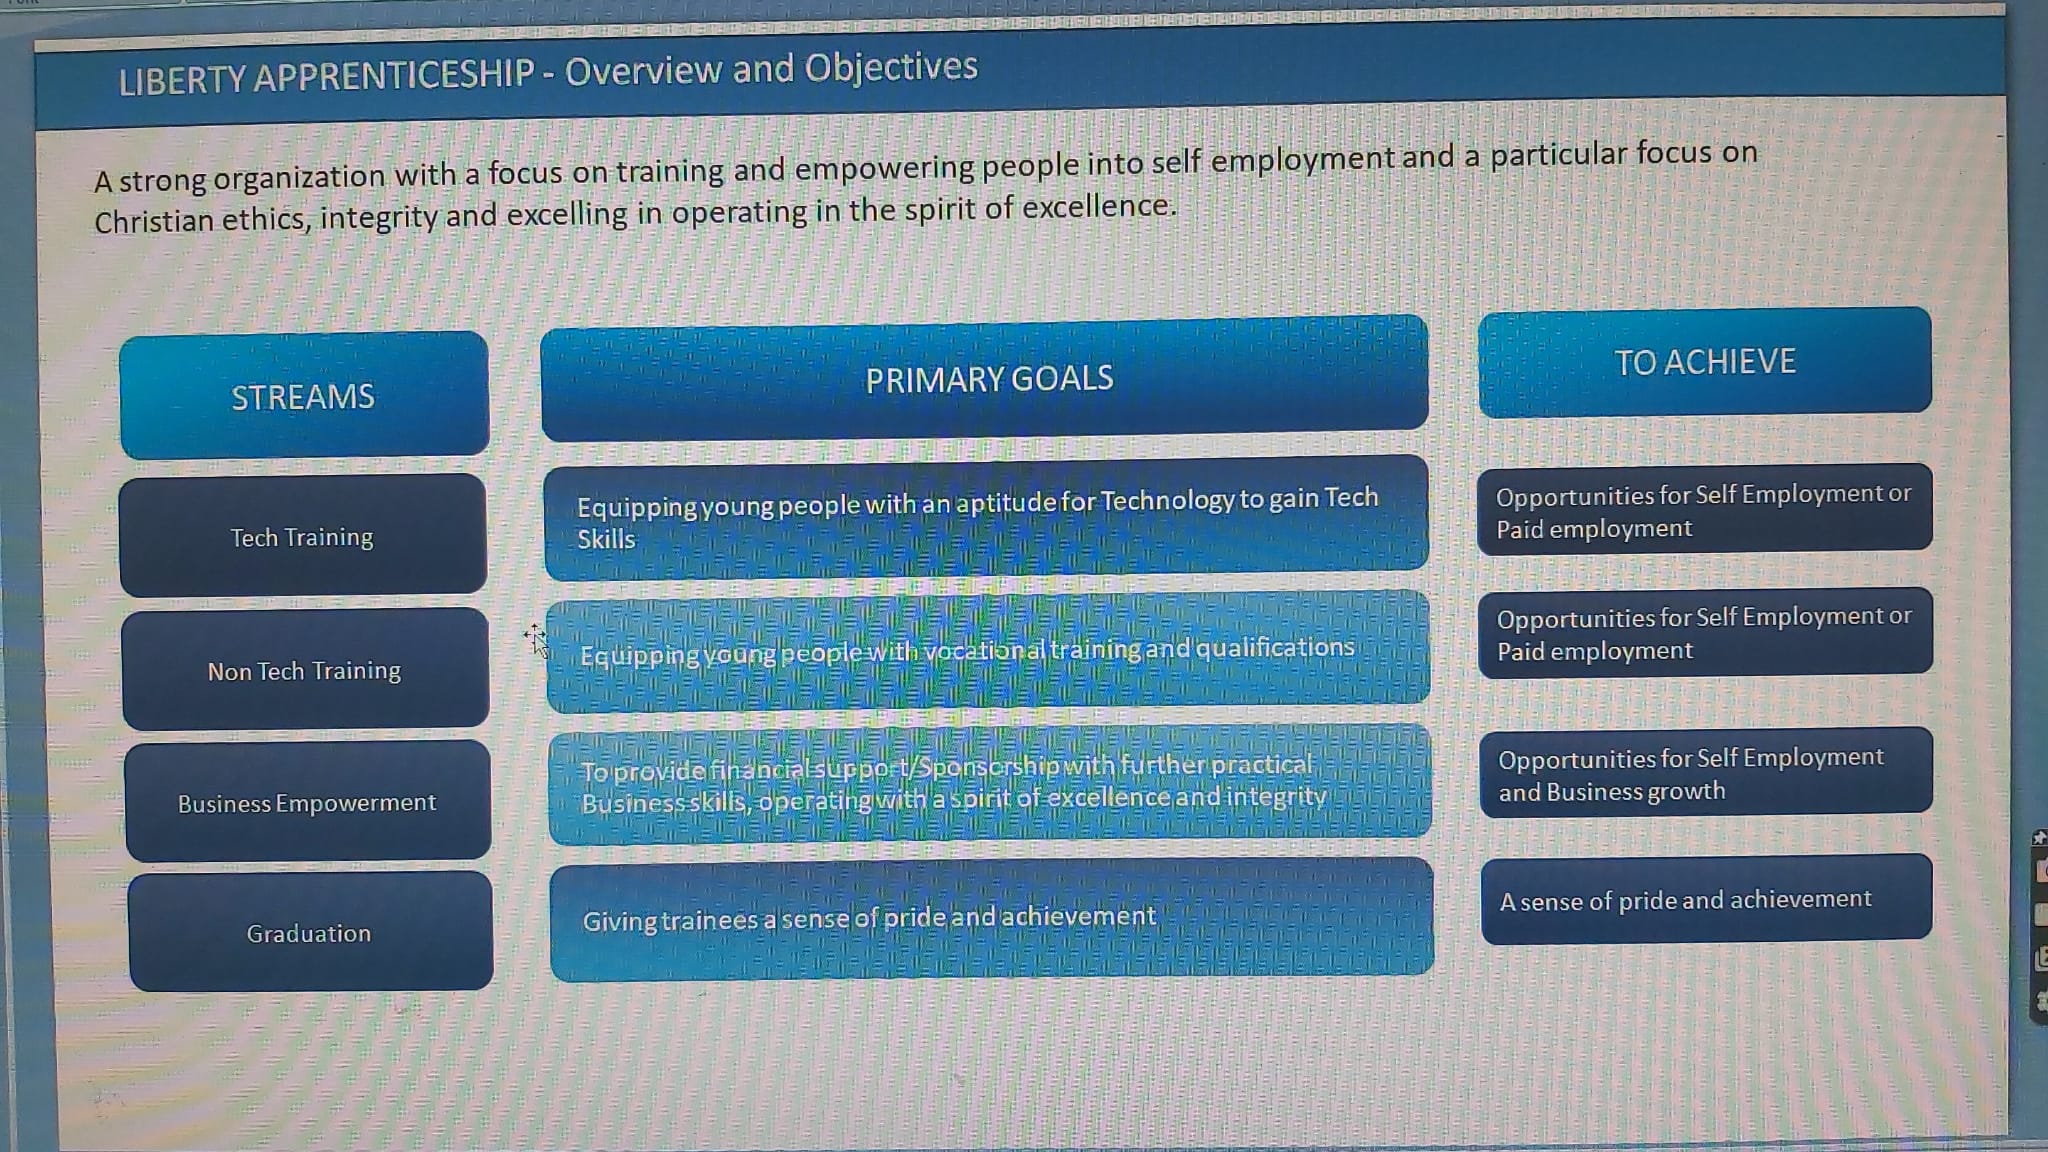 LIBERTY APPRENTICESHIP - Overview and Objectives
A strong organization with a focus on training and empowering people into self employment and a particular focus on
Christian ethics, integrity and excelling in operating in the spirit of excellence.
STREAMS
PRIMARY GOALS
TO ACHIEVE
Tech Training
Equipping young people with an aptitude for Technology to gain Tech
Skills
Opportunities for Self Employment or
Paid employment
Non Tech Training
Equipping young people with vocational training and qualifications
Opportunities for Self Employment or
Paid employment
Business Empowerment
To provide financial support/Sponsorship with further practical
Business skills, operating with a spirit of excellence and integrity
Opportunities for Self Employment
and Business growth
Graduation
Giving trainees a sense of pride and achievement
A sense of pride and achievement